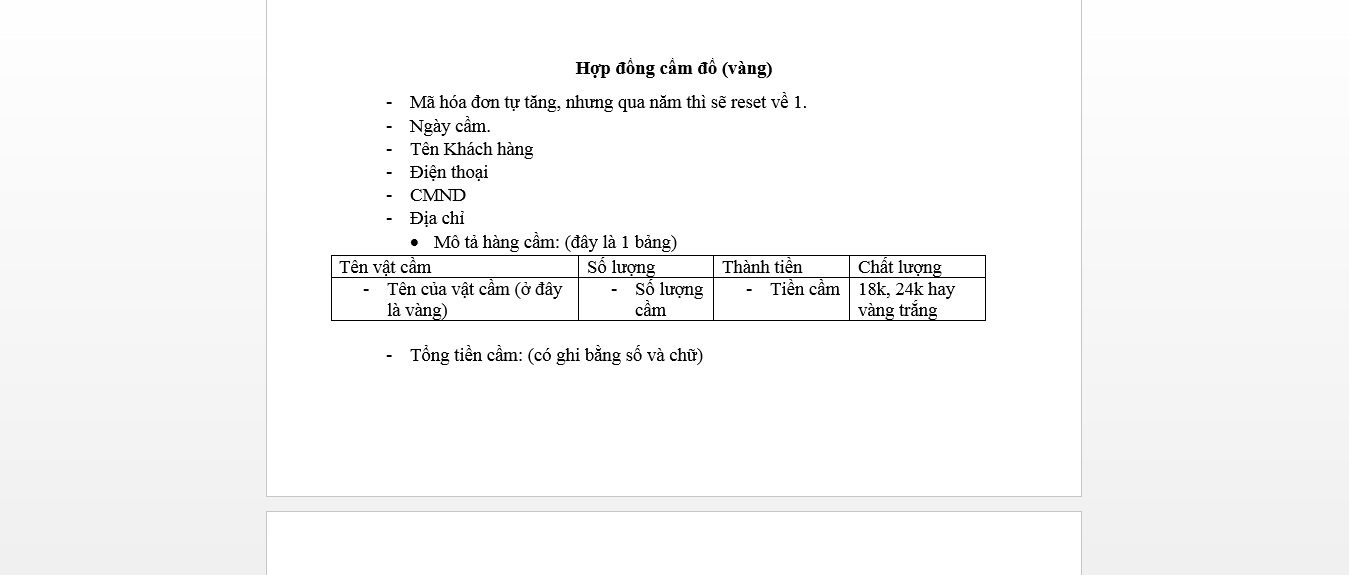 Hợp đồng cầm đồ (vàng)
- Mã hóa đơn tự tăng, nhưng qua năm thì sẽ reset về 1.
- Ngày cầm.
- Tên Khách hàng
- Điện thoại
- CMND
- Địa chỉ
• Mô tả hàng cầm: (đây là 1 bảng)
Tên vật cầm Số lượng Thành tiền Chất lượng
- Tên của vật cầm (ở đây là vàng) - Số lượng cầm - Tiền cầm 18k, 24k hay vàng trắng
- Tổng tiền cầm: (có ghi bằng số và chữ)